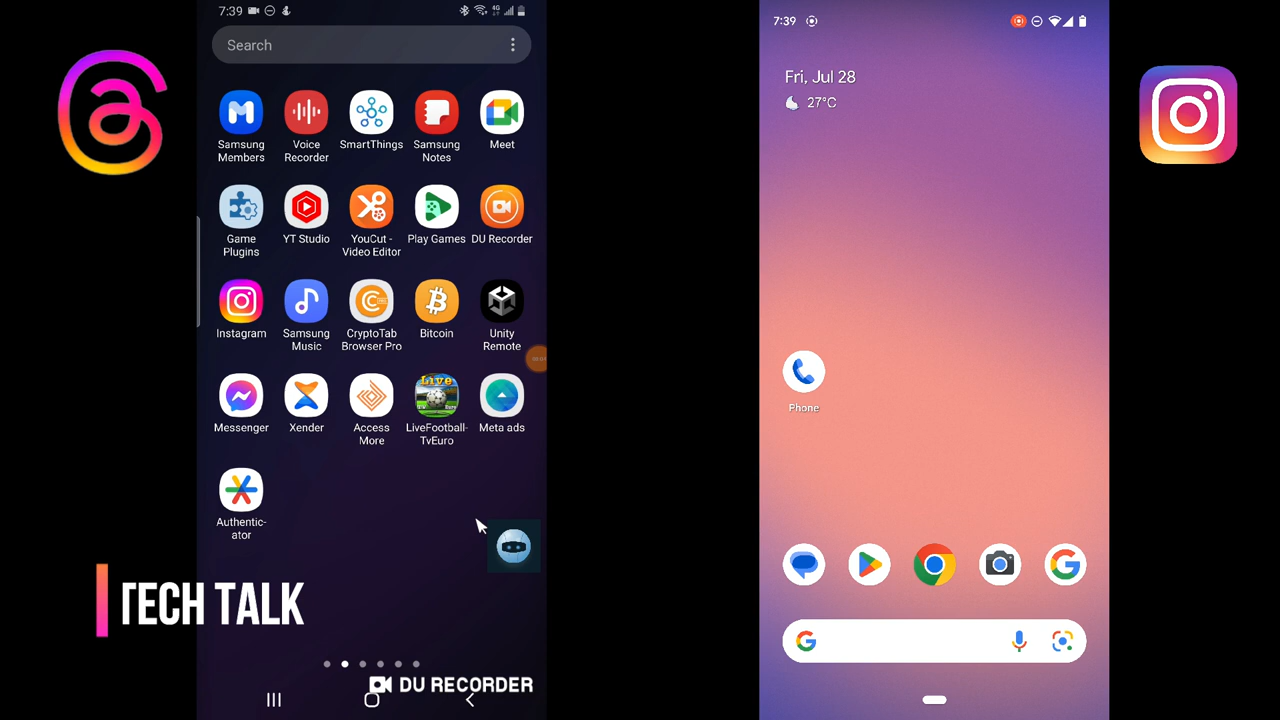 7:39
4G
Search
Samsung
Members
Voice
Recorder
SmartThings
Samsung
Notes
Meet
Game
Plugins
YT Studio
YouCut -
Video Editor
Play Games
DU Recorder
Instagram
Samsung
Music
CryptoTab
Browser Pro
Bitcoin
Unity
Remote
Messenger
Xender
Access
More
Live
LiveFootball-
TvEuro
Meta ads
Authentic-
ator
TECH TALK
DU RECORDER
7:39
Fri, Jul 28
27°C
Phone